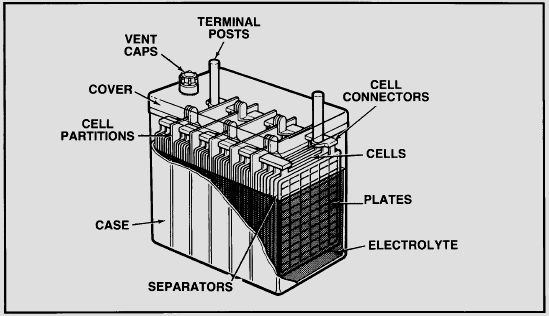 TERMINAL
POSTS
VENT
CAPS
COVER
CELL
CONNECTORS
CELL
PARTITIONS
CELLS
PLATES
CASE
ELECTROLYTE
SEPARATORS